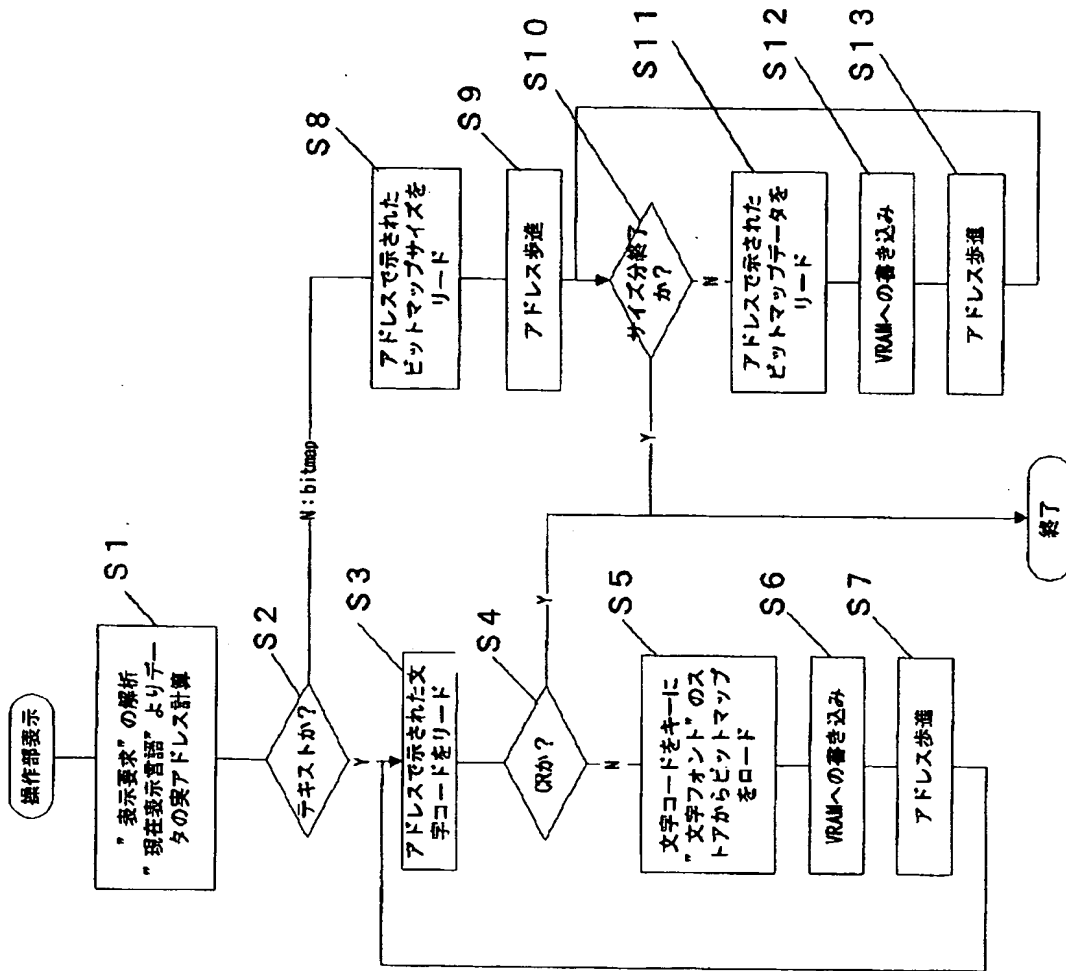 操作部表示
S1
"表示要求"の解析
"現在表示言語"よりデー
タの実アドレス計算
S2
テキストか?
N:bitmap
Y
S3
アドレスで示された文
字コードをリード
S4
CRか?
Y
N
S5
文字コードをキーに
"文字フォント"のス
トアからビットマップ
をロード
S6
VRAMへの書き込み
S7
アドレス歩進
S8
アドレスで示された
ビットマップサイズを
リード
S9
アドレス歩進
S10
サイズ分終了
か?
Y
N
S11
アドレスで示された
ビットマップデータを
リード
S12
VRAMへの書き込み
S13
アドレス歩進
終了